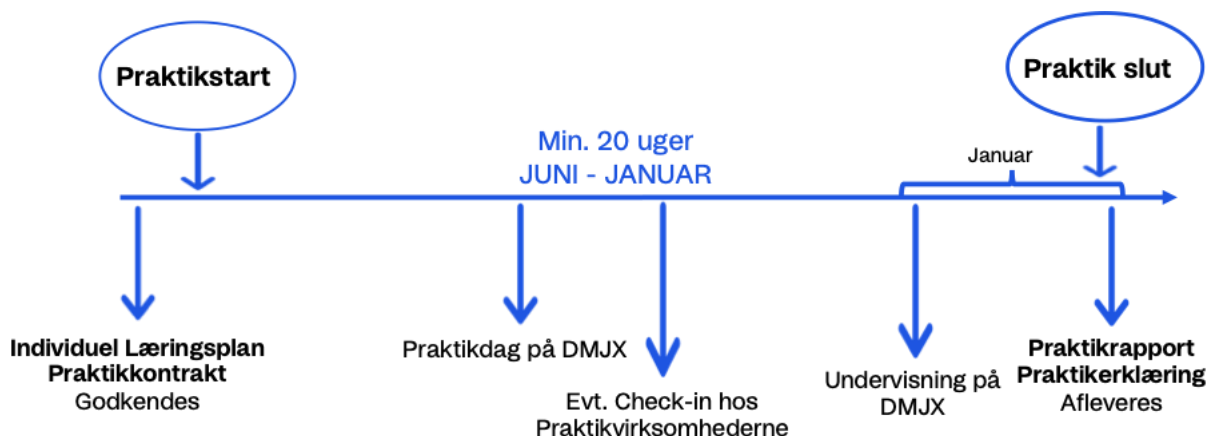 Praktikstart
Praktik slut
Min. 20 uger
JUNI - JANUAR
Januar
Individuel Læringsplan
Praktikkontrakt
Godkendes
Praktikdag på DMJX
Evt. Check-in hos
Praktikvirksomhederne
Undervisning på
DMJX
Praktikrapport
Praktikerklæring
Afleveres